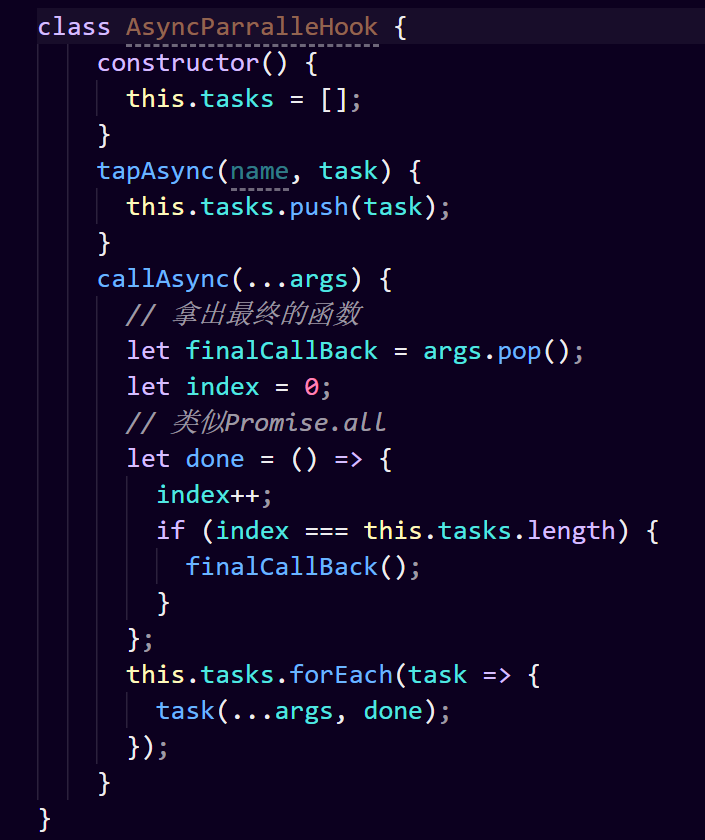 class AsyncParralleHook {
constructor() {
this.tasks = [];
}
tapAsync(name, task) {
this.tasks.push(task);
}
callAsync(...args) {
// 拿出最终的函数
let finalCallBack = args.pop();
let index = 0;
// 类似Promise.all
let done = () => {
index++;
if (index === this.tasks.length) {
finalCallBack();
}
};
this.tasks.forEach(task => {
task(...args, done);
});
}
}